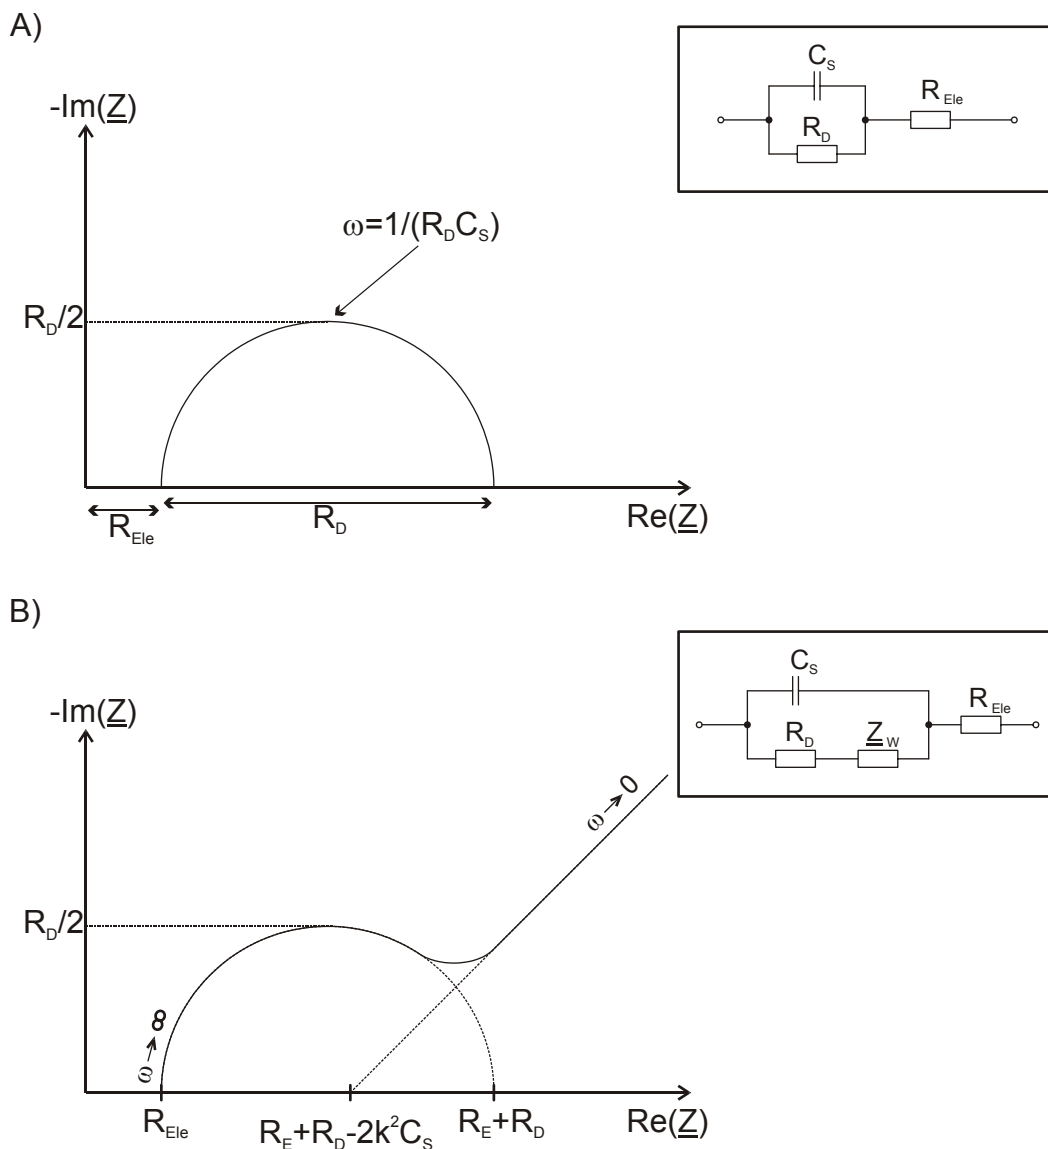 A)
-Im(Z)
C_S
R_Ele
R_D
ω=1/(R_DC_S)
R_D/2
R_Ele
R_D
Re(Z)
B)
-Im(Z)
C_S
R_Ele
R_D
Z_W
ω→0
R_D/2
ω→∞
R_Ele
R_E+R_D-2k²C_S
R_E+R_D
Re(Z)